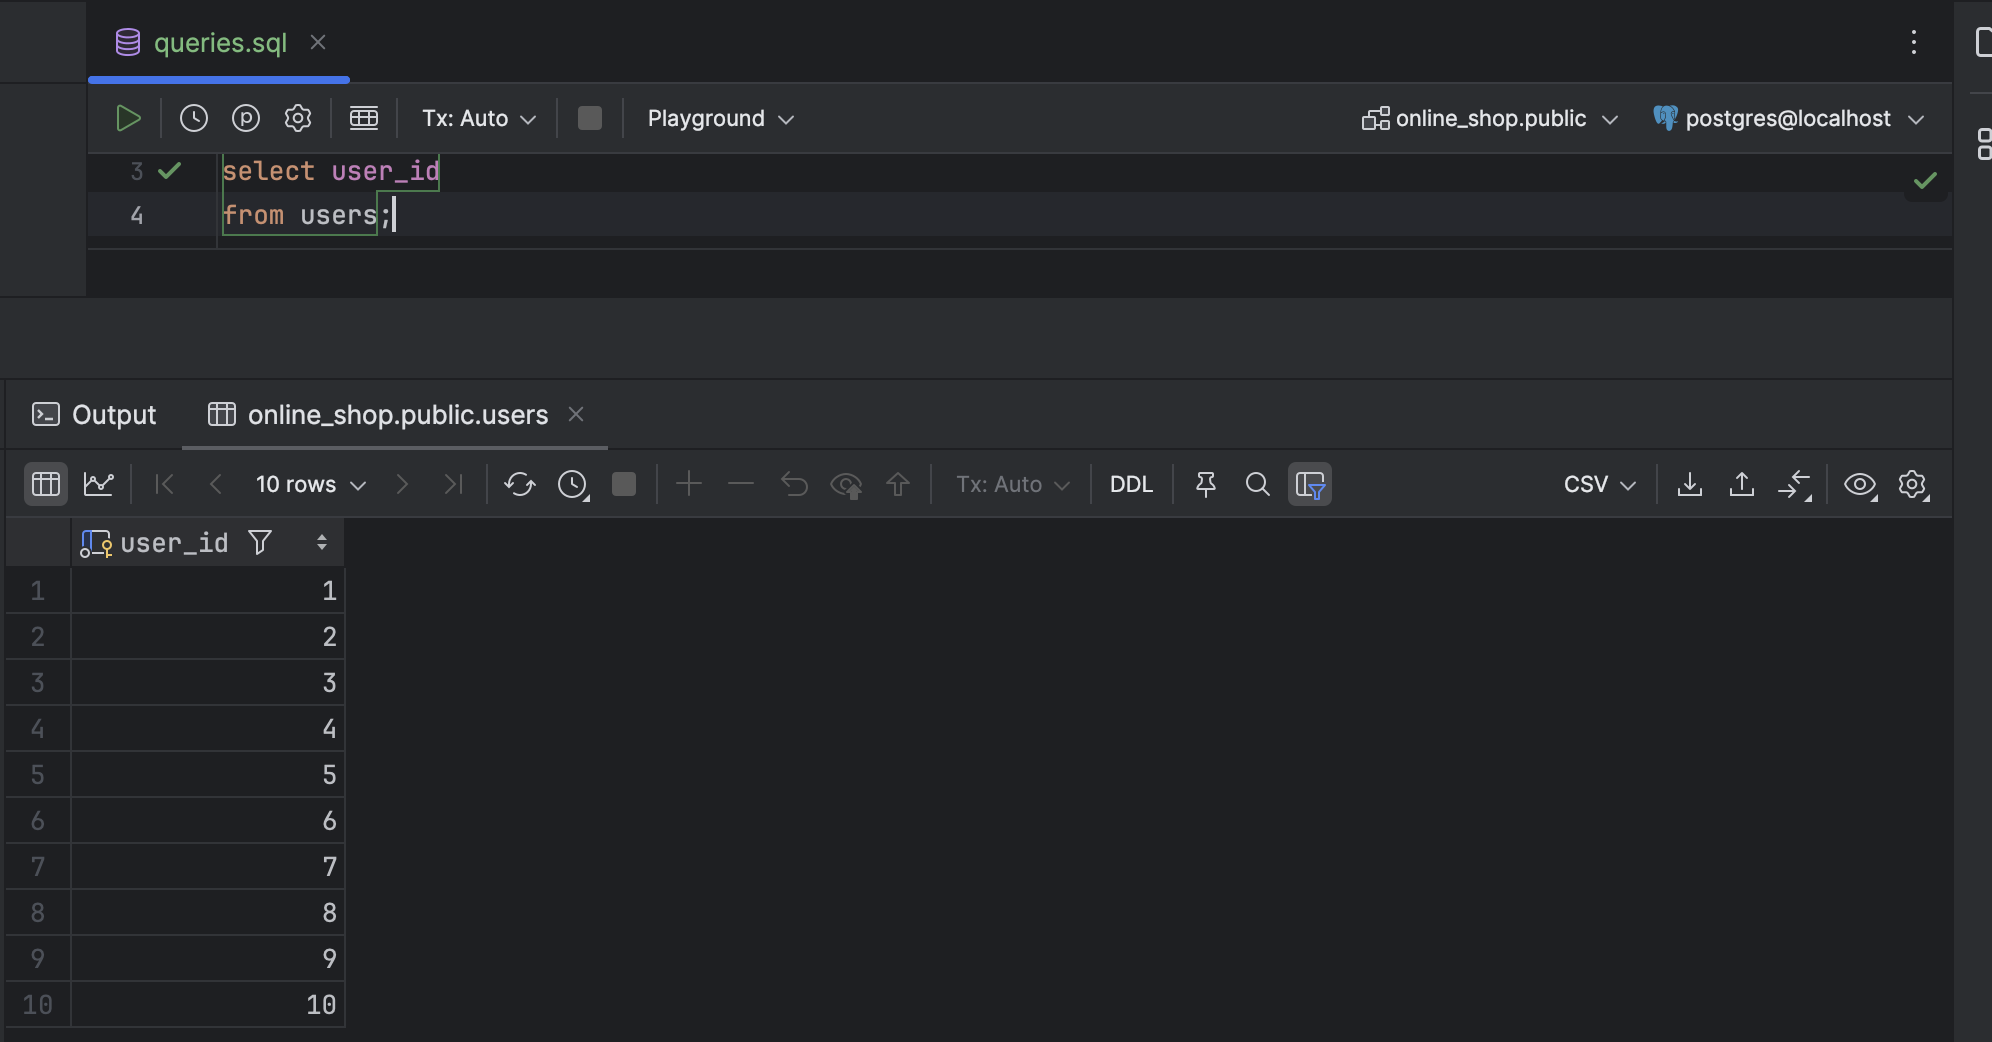 queries.sql
Tx: Auto
Playground
online_shop.public
postgres@localhost
3 select user_id
4 from users;
Output
online_shop.public.users
10 rows
Tx: Auto
DDL
CSV
user_id
1 1
2 2
3 3
4 4
5 5
6 6
7 7
8 8
9 9
10 10